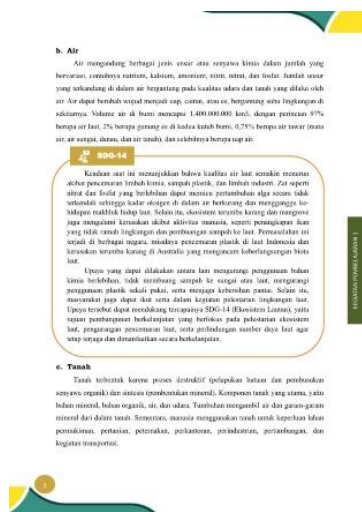 b. Air
Air mengandung berbagai jenis unsur atau senyawa kimia dalam jumlah yang
bervariasi, contohnya natrium, kalsium, amonium, nitrit, nitrat, dan fosfat. Jumlah unsur
yang terkandung di dalam air bergantung pada kualitas udara dan tanah yang dilalui oleh
air. Air dapat berubah wujud menjadi uap, cairan, atau es, bergantung suhu lingkungan di
sekitarnya. Volume air di bumi mencapai 1.400.000.000 km3, dengan perincian 97%
berupa air laut, 2% berupa gunung es di kedua kutub bumi, 0,75% berupa air tawar (mata
air, air sungai, danau, dan air tanah), dan selebihnya berupa uap air.
SDG-14
Keadaan saat ini menunjukkan bahwa kualitas air laut semakin menurun
akibat pencemaran limbah kimia, sampah plastik, dan limbah industri. Zat seperti
nitrat dan fosfat yang berlebihan dapat memicu pertumbuhan alga secara tidak
terkendali sehingga kadar oksigen di dalam air berkurang dan mengganggu ke-
hidupan makhluk hidup laut. Selain itu, ekosistem terumbu karang dan mangrove
juga mengalami kerusakan akibat aktivitas manusia, seperti penangkapan ikan
yang tidak ramah lingkungan dan pembuangan sampah ke laut. Permasalahan ini
terjadi di berbagai negara, misalnya pencemaran plastik di laut Indonesia dan
kerusakan terumbu karang di Australia yang mengancam keberlangsungan biota
laut.
Upaya yang dapat dilakukan antara lain mengurangi penggunaan bahan
kimia berlebihan, tidak membuang sampah ke sungai atau laut, mengurangi
penggunaan plastik sekali pakai, serta menjaga kebersihan pantai. Selain itu,
masyarakat juga dapat ikut serta dalam kegiatan pelestarian lingkungan laut.
Upaya tersebut dapat mendukung tercapainya SDG-14 (Ekosistem Lautan), yaitu
tujuan pembangunan berkelanjutan yang berfokus pada pelestarian ekosistem
laut, pengurangan pencemaran laut, serta perlindungan sumber daya laut agar
tetap terjaga dan dimanfaatkan secara berkelanjutan.
KEGIATAN PEMBELAJARAN 1
c. Tanah
Tanah terbentuk karena proses destruktif (pelapukan batuan dan pembusukan
senyawa organik) dan sintesis (pembentukan mineral). Komponen tanah yang utama, yaitu
bahan mineral, bahan organik, air, dan udara. Tumbuhan mengambil air dan garam-garam
mineral dari dalam tanah. Sementara, manusia menggunakan tanah untuk keperluan lahan
permukiman, pertanian, peternakan, perkantoran, perindustrian, pertambangan, dan
kegiatan transportasi.